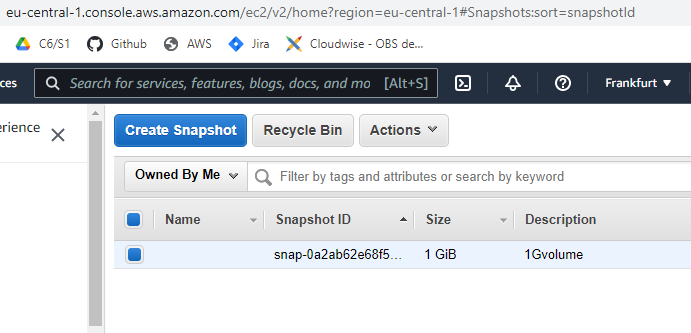 eu-central-1.console.aws.amazon.com/ec2/v2/home?region=eu-central-1#Snapshots:sort=snapshotId
C6/S1 Github AWS Jira Cloudwise - OBS de...
ces Search for services, features, blogs, docs, and mo [Alt+S] Frankfurt
erience
Create Snapshot Recycle Bin Actions
Owned By Me Filter by tags and attributes or search by keyword
Name Snapshot ID Size Description
snap-0a2ab62e68f5... 1 GiB 1Gvolume